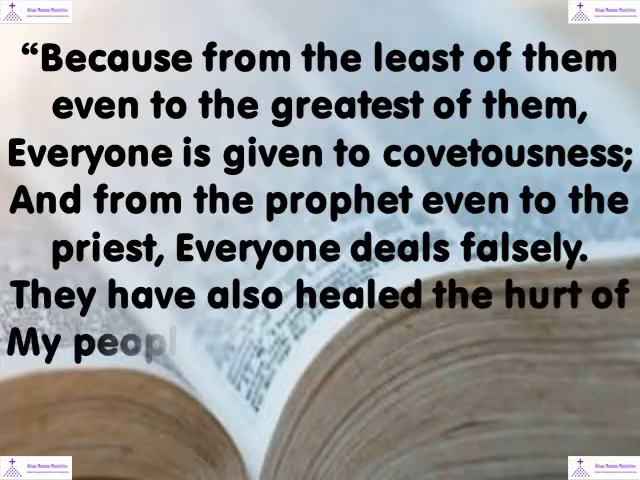 “Because from the least of them
even to the greatest of them,
Everyone is given to covetousness;
And from the prophet even to the
priest, Everyone deals falsely.
They have also healed the hurt of
My peopl